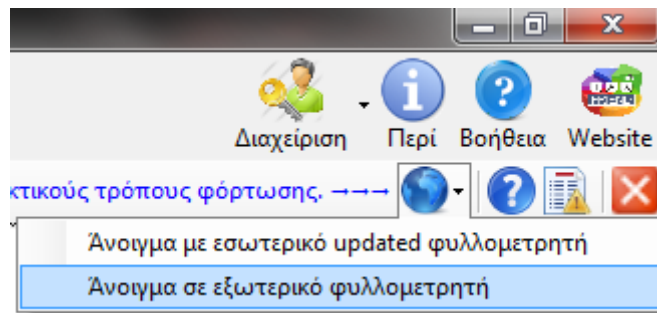 Διαχείριση Περί Βοήθεια Website
κτικούς τρόπους φόρτωσης. →→→
Άνοιγμα με εσωτερικό updated φυλλομετρητή
Άνοιγμα σε εξωτερικό φυλλομετρητή